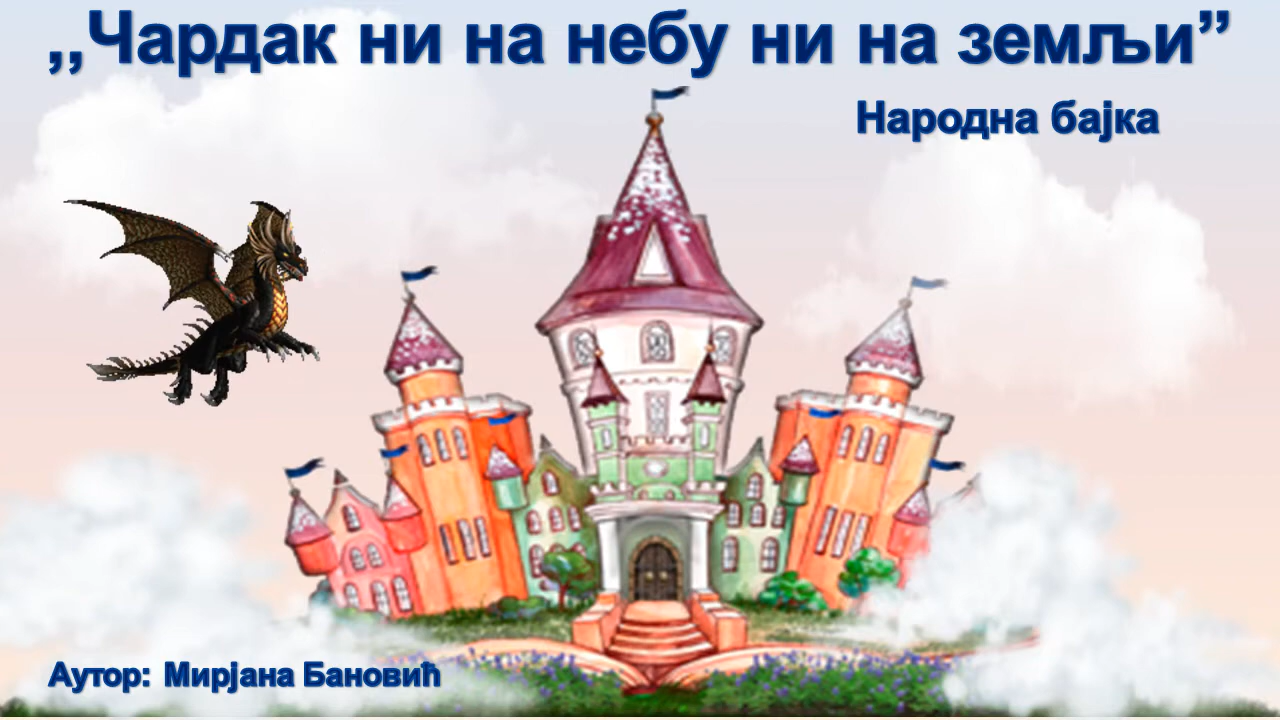 ,,Чардак ни на небу ни на земљи”
Народна бајка
Аутор: Мирјана Бановић